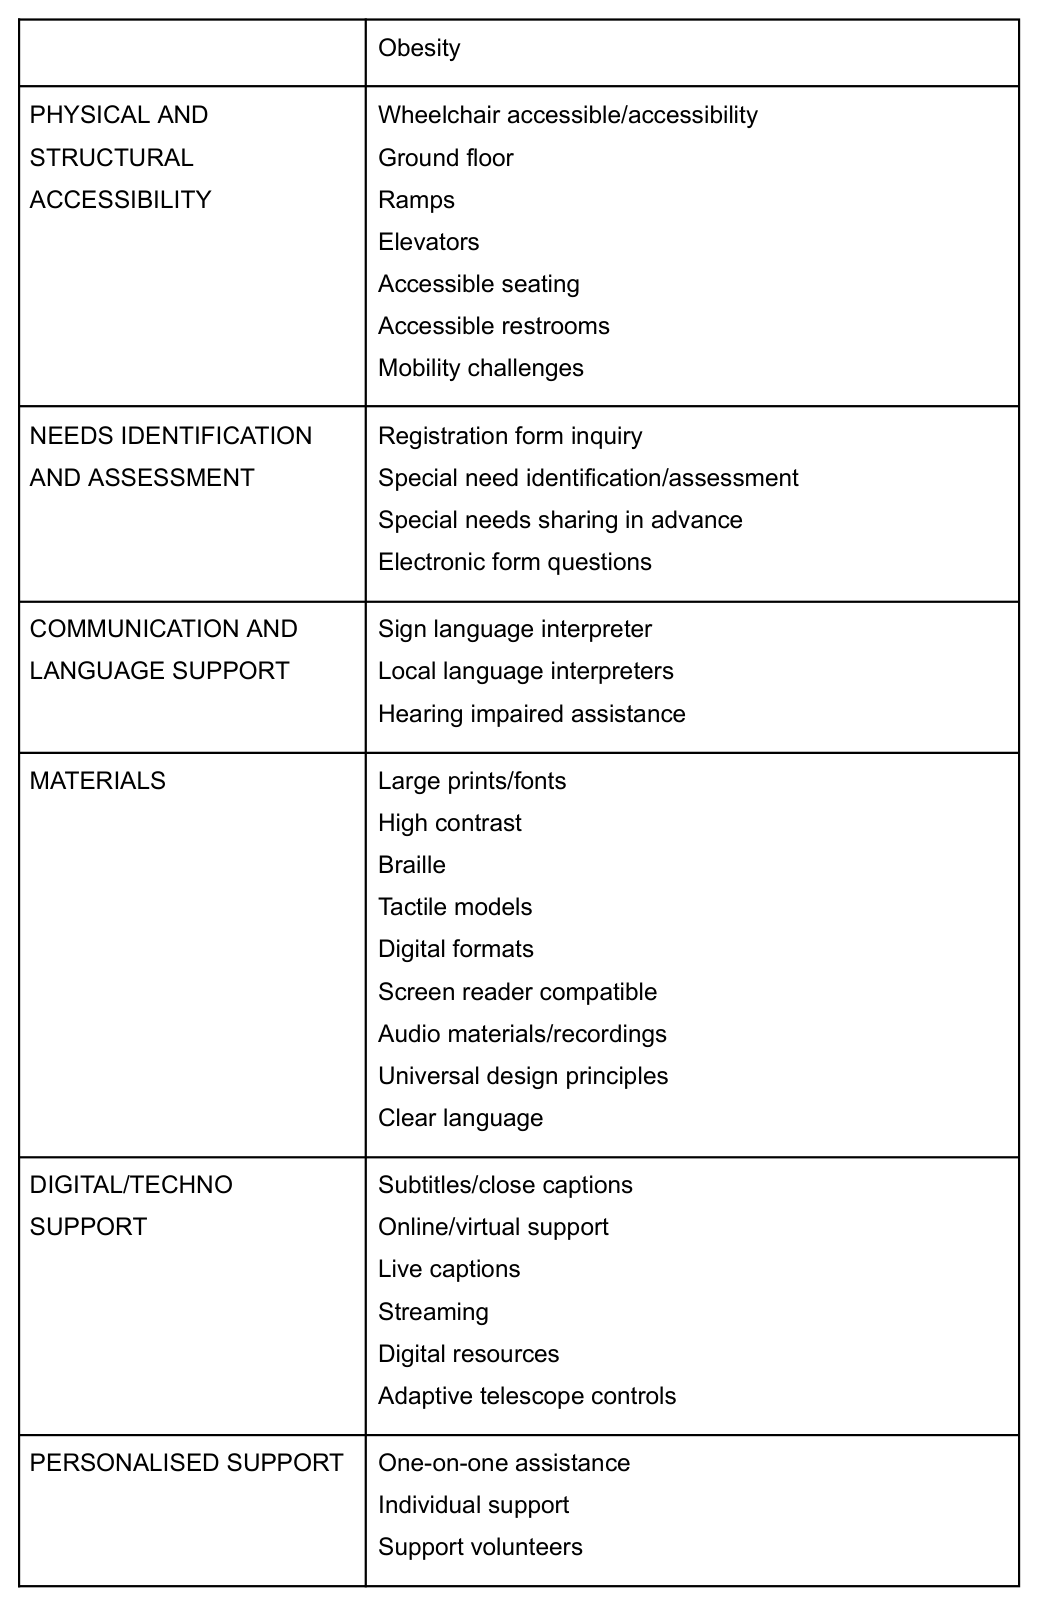 Obesity
PHYSICAL AND
STRUCTURAL
ACCESSIBILITY
Wheelchair accessible/accessibility
Ground floor
Ramps
Elevators
Accessible seating
Accessible restrooms
Mobility challenges
NEEDS IDENTIFICATION
AND ASSESSMENT
Registration form inquiry
Special need identification/assessment
Special needs sharing in advance
Electronic form questions
COMMUNICATION AND
LANGUAGE SUPPORT
Sign language interpreter
Local language interpreters
Hearing impaired assistance
MATERIALS
Large prints/fonts
High contrast
Braille
Tactile models
Digital formats
Screen reader compatible
Audio materials/recordings
Universal design principles
Clear language
DIGITAL/TECHNO
SUPPORT
Subtitles/close captions
Online/virtual support
Live captions
Streaming
Digital resources
Adaptive telescope controls
PERSONALISED SUPPORT
One-on-one assistance
Individual support
Support volunteers